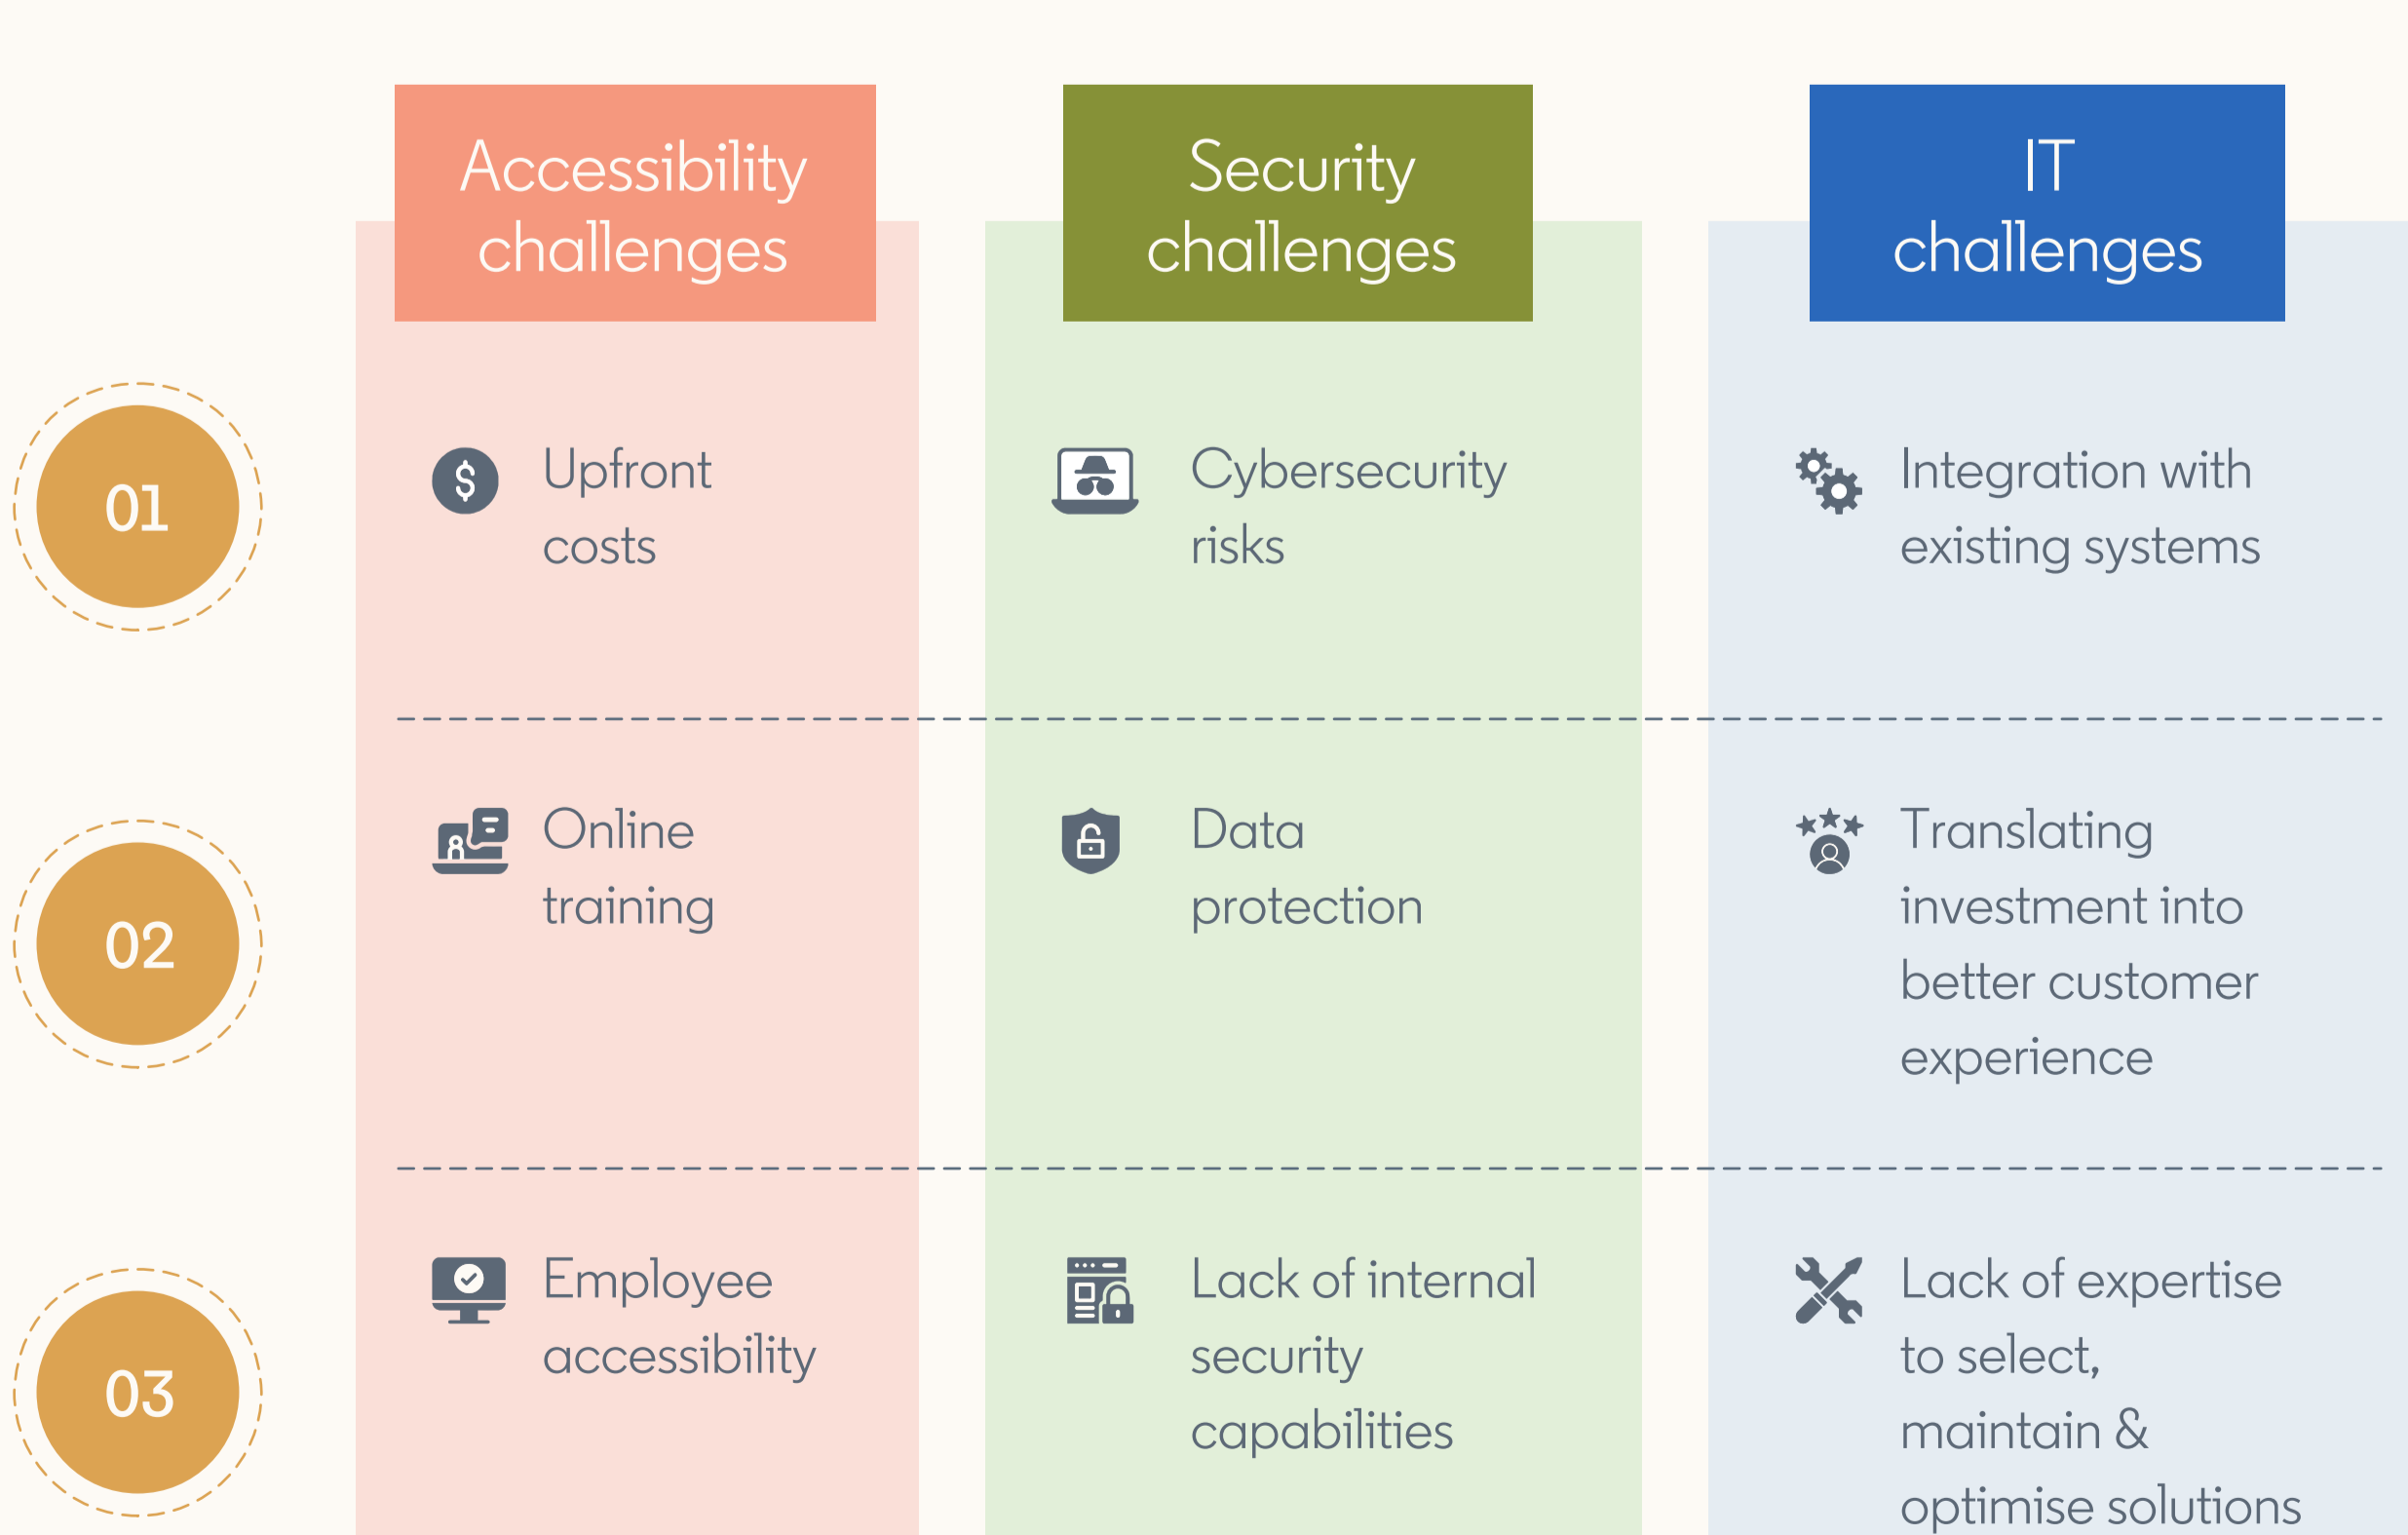 Accessibility
challenges
Security
challenges
IT
challenges
01
Upfront
costs
Cybersecurity
risks
Integration with
existing systems
02
Online
training
Data
protection
Translating
investment into
better customer
experience
03
Employee
accessibility
Lack of internal
security
capabilities
Lack of expertise
to select,
maintain &
optimise solutions